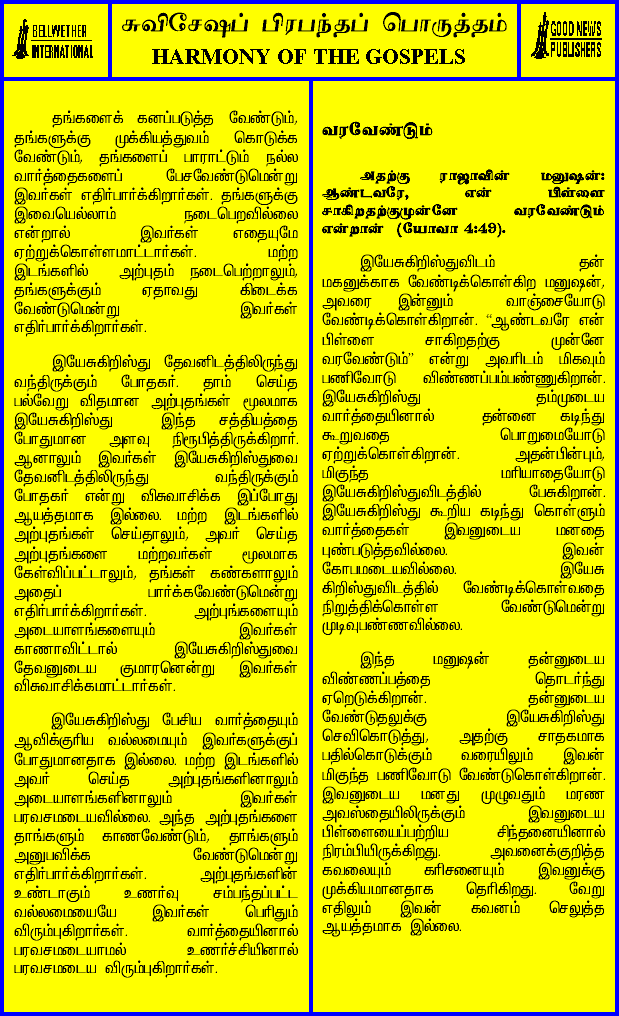 BELLWETHER
INTERNATIONAL
சுவிசேஷப் பிரபந்தப் பொருத்தம்
HARMONY OF THE GOSPELS
GOOD NEWS
PUBLISHERS
தங்களைக் கனப்படுத்த வேண்டும்,
தங்களுக்கு முக்கியத்துவம் கொடுக்க
வேண்டும், தங்களைப் பாராட்டும் நல்ல
வார்த்தைகளைப் பேசவேண்டுமென்று
இவர்கள் எதிர்பார்க்கிறார்கள். தங்களுக்கு
இவையெல்லாம் நடைபெறவில்லை
என்றால் இவர்கள் எதையுமே
ஏற்றுக்கொள்ளமாட்டார்கள். மற்ற
இடங்களில் அற்புதம் நடைபெற்றாலும்,
தங்களுக்கும் ஏதாவது கிடைக்க
வேண்டுமென்று இவர்கள்
எதிர்பார்க்கிறார்கள்.
இயேசுகிறிஸ்து தேவனிடத்திலிருந்து
வந்திருக்கும் போதகர். தாம் செய்த
பல்வேறு விதமான அற்புதங்கள் மூலமாக
இயேசுகிறிஸ்து இந்த சத்தியத்தை
போதுமான அளவு நிரூபித்திருக்கிறார்.
ஆனாலும் இவர்கள் இயேசுகிறிஸ்துவை
தேவனிடத்திலிருந்து வந்திருக்கும்
போதகர் என்று விசுவாசிக்க இப்போது
ஆயத்தமாக இல்லை. மற்ற இடங்களில்
அற்புதங்கள் செய்தாலும், அவர் செய்த
அற்புதங்களை மற்றவர்கள் மூலமாக
கேள்விப்பட்டாலும், தங்கள் கண்களாலும்
அதைப் பார்க்கவேண்டுமென்று
எதிர்பார்க்கிறார்கள். அற்புங்களையும்
அடையாளங்களையும் இவர்கள்
காணாவிட்டால் இயேசுகிறிஸ்துவை
தேவனுடைய குமாரனென்று இவர்கள்
விசுவாசிக்கமாட்டார்கள்.
இயேசுகிறிஸ்து பேசிய வார்த்தையும்
ஆவிக்குரிய வல்லமையும் இவர்களுக்குப்
போதுமானதாக இல்லை. மற்ற இடங்களில்
அவர் செய்த அற்புதங்களினாலும்
அடையாளங்களினாலும் இவர்கள்
பரவசமடையவில்லை. அந்த அற்புதங்களை
தாங்களும் காணவேண்டும், தாங்களும்
அனுபவிக்க வேண்டுமென்று
எதிர்பார்க்கிறார்கள். அற்புதங்களின்
உண்டாகும் உணர்வு சம்பந்தப்பட்ட
வல்லமையையே இவர்கள் பெரிதும்
விரும்புகிறார்கள். வார்த்தையினால்
பரவசமடையாமல் உணர்ச்சியினால்
பரவசமடைய விரும்புகிறார்கள்.
வரவேண்டும்
அதற்கு ராஜாவின் மனுஷன்:
ஆண்டவரே, என் பிள்ளை
சாகிறதற்குமுன்னே வரவேண்டும்
என்றான் (யோவா 4:49).
இயேசுகிறிஸ்துவிடம் தன்
மகனுக்காக வேண்டிக்கொள்கிற மனுஷன்,
அவரை இன்னும் வாஞ்சையோடு
வேண்டிக்கொள்கிறான். “ஆண்டவரே என்
பிள்ளை சாகிறதற்கு முன்னே
வரவேண்டும்” என்று அவரிடம் மிகவும்
பணிவோடு விண்ணப்பம்பண்ணுகிறான்.
இயேசுகிறிஸ்து தம்முடைய
வார்த்தையினால் தன்னை கடிந்து
கூறுவதை பொறுமையோடு
ஏற்றுக்கொள்கிறான். அதன்பின்பும்,
மிகுந்த மரியாதையோடு
இயேசுகிறிஸ்துவிடத்தில் பேசுகிறான்.
இயேசுகிறிஸ்து கூறிய கடிந்து கொள்ளும்
வார்த்தைகள் இவனுடைய மனதை
புண்படுத்தவில்லை. இவன்
கோபமடையவில்லை. இயேசு
கிறிஸ்துவிடத்தில் வேண்டிக்கொள்வதை
நிறுத்திக்கொள்ள வேண்டுமென்று
முடிவுபண்ணவில்லை.
இந்த மனுஷன் தன்னுடைய
விண்ணப்பத்தை தொடர்ந்து
ஏறெடுக்கிறான். தன்னுடைய
வேண்டுதலுக்கு இயேசுகிறிஸ்து
செவிகொடுத்து, அதற்கு சாதகமாக
பதில்கொடுக்கும் வரையிலும் இவன்
மிகுந்த பணிவோடு வேண்டுகொள்கிறான்.
இவனுடைய மனது முழுவதும் மரண
அவஸ்தையிலிருக்கும் இவனுடைய
பிள்ளையைப்பற்றிய சிந்தனையினால்
நிரம்பியிருக்கிறது. அவனைக்குறித்த
கவலையும் கரிசனையும் இவனுக்கு
முக்கியமானதாக தெரிகிறது. வேறு
எதிலும் இவன் கவனம் செலுத்த
ஆயத்தமாக இல்லை.